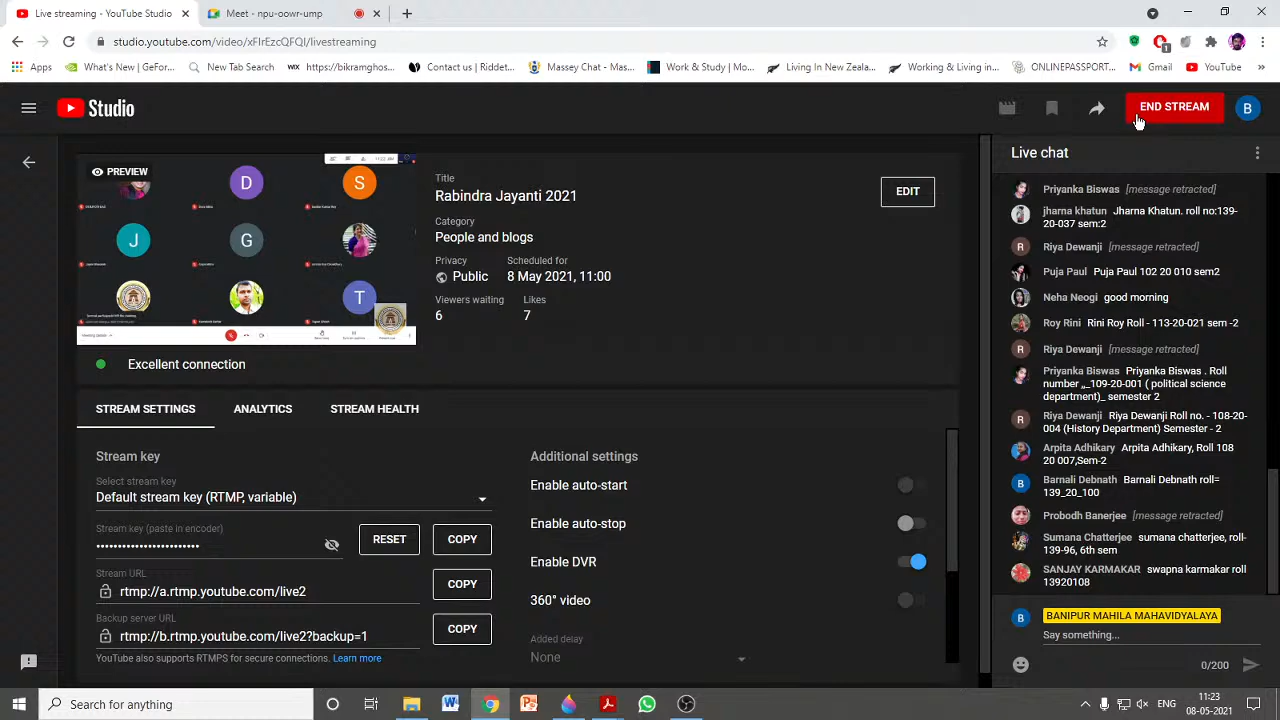 Live streaming - YouTube Studio
Meet - npu-oowr-ump
studio.youtube.com/video/xFIrEzcQFQI/livestreaming
Apps
What's New (GeFor...
New Tab Search
WIX https://bikramghos...
Contact us | Riddet...
Massey Chat - Mas...
Work & Study | Mo...
Living In New Zeala...
Working & Living in...
ONLINEPASSPORT...
Gmail
YouTube
Studio
END STREAM
B
PREVIEW
D
S
J
G
T
Title
Rabindra Jayanti 2021
EDIT
Category
People and blogs
Privacy
Public
Scheduled for
8 May 2021, 11:00
Viewers waiting
6
Likes
7
Excellent connection
STREAM SETTINGS
ANALYTICS
STREAM HEALTH
Stream key
Select stream key
Default stream key (RTMP, variable)
Stream key (paste in encoder)
RESET
COPY
Stream URL
rtmp://a.rtmp.youtube.com/live2
COPY
Backup server URL
rtmp://b.rtmp.youtube.com/live2?backup=1
COPY
YouTube also supports RTMPS for secure connections. Learn more
Additional settings
Enable auto-start
Enable auto-stop
Enable DVR
360° video
Added delay
None
Live chat
Priyanka Biswas [message retracted]
jharna khatun Jharna Khatun. roll no:139-
20-037 sem:2
R Riya Dewanji [message retracted]
Puja Paul Puja Paul 102 20 010 sem2
Neha Neogi good morning
Roy Rini Rini Roy Roll - 113-20-021 sem -2
R Riya Dewanji [message retracted]
Priyanka Biswas Priyanka Biswas . Roll
number ,,_109-20-001 ( political science
department)_ semester 2
R Riya Dewanji Riya Dewanji Roll no. - 108-20-
004 (History Department) Semester - 2
Arpita Adhikary Arpita Adhikary, Roll 108
20 007,Sem-2
B Barnali Debnath Barnali Debnath roll=
139_20_100
Probodh Banerjee [message retracted]
Sumana Chatterjee sumana chatterjee, roll-
139-96, 6th sem
SANJAY KARMAKAR swapna karmakar roll
13920108
B BANIPUR MAHILA MAHAVIDYALAYA
Say something...
0/200
Search for anything
ENG
11:23
08-05-2021